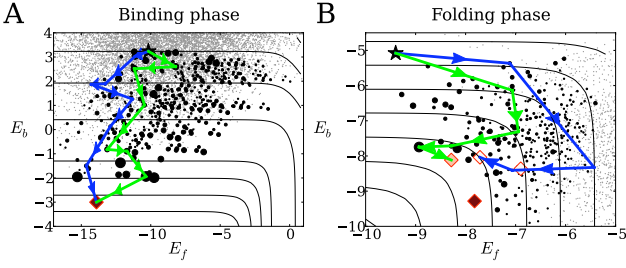 A Binding phase
4
3
2
1
0
−1
−2
−3
−4
E_b
−15 −10 −5 0
E_f
B Folding phase
−5
−6
−7
−8
−9
−10
E_b
−10 −9 −8 −7 −6 −5
E_f